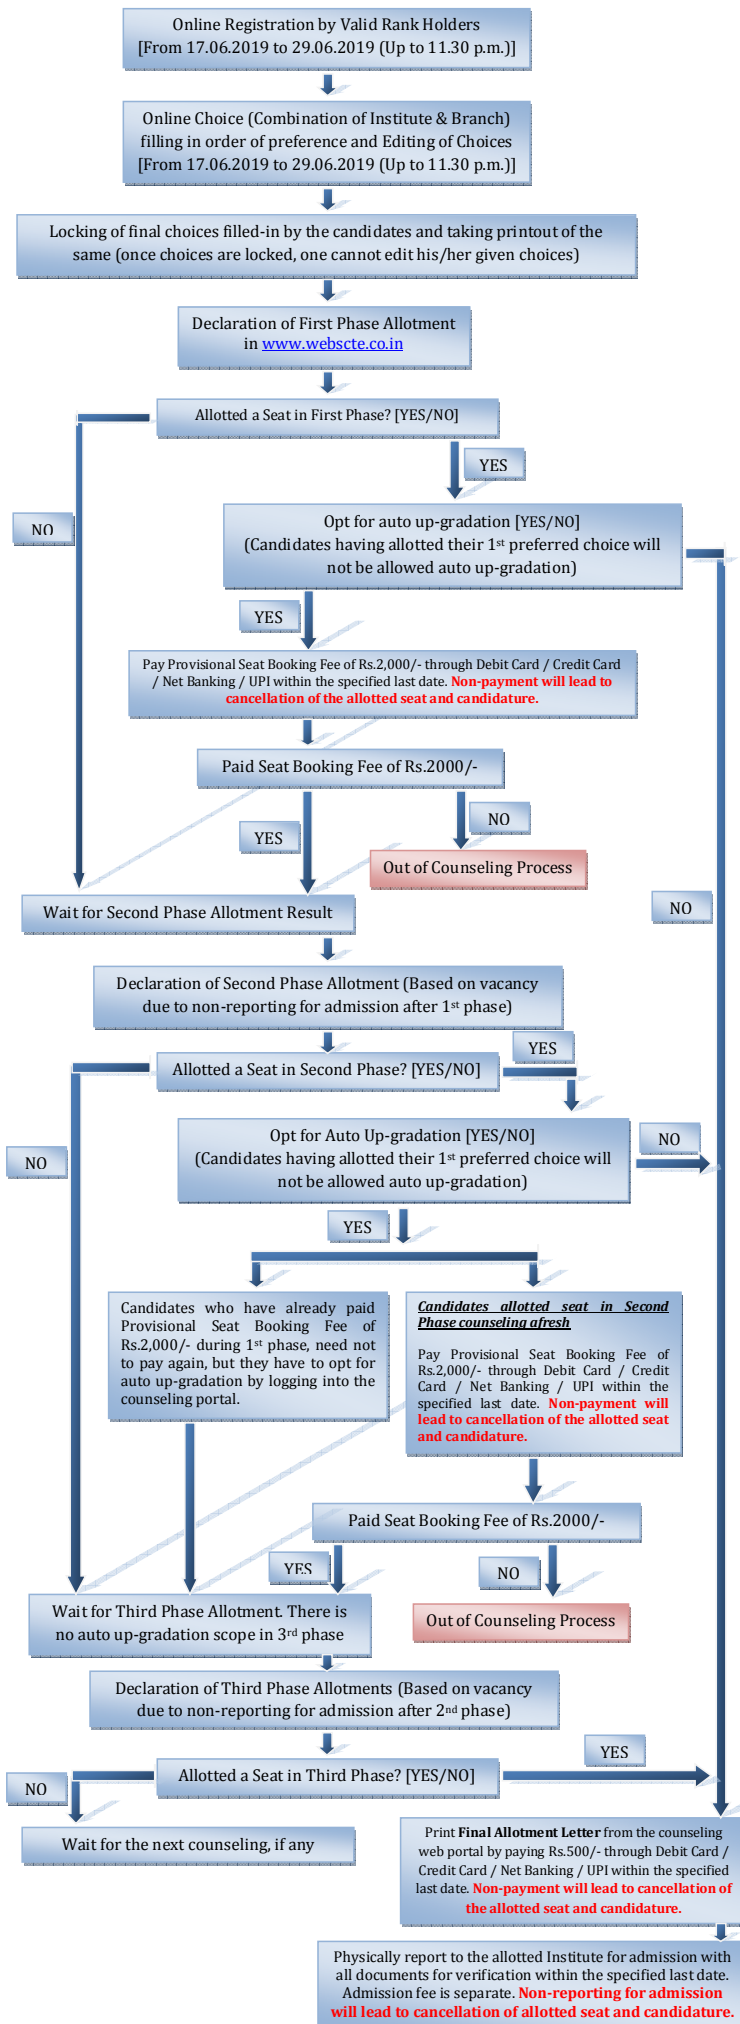 Online Registration by Valid Rank Holders
[From 17.06.2019 to 29.06.2019 (Up to 11.30 p.m.)]
Online Choice (Combination of Institute & Branch)
filling in order of preference and Editing of Choices
[From 17.06.2019 to 29.06.2019 (Up to 11.30 p.m.)]
Locking of final choices filled-in by the candidates and taking printout of the
same (once choices are locked, one cannot edit his/her given choices)
Declaration of First Phase Allotment
in www.webscte.co.in
Allotted a Seat in First Phase? [YES/NO]
YES
NO
Opt for auto up-gradation [YES/NO]
(Candidates having allotted their 1st preferred choice will
not be allowed auto up-gradation)
YES
Pay Provisional Seat Booking Fee of Rs.2,000/- through Debit Card / Credit Card
/ Net Banking / UPI within the specified last date. Non-payment will lead to
cancellation of the allotted seat and candidature.
Paid Seat Booking Fee of Rs.2000/-
YES
NO
Out of Counseling Process
NO
Wait for Second Phase Allotment Result
Declaration of Second Phase Allotment (Based on vacancy
due to non-reporting for admission after 1st phase)
YES
Allotted a Seat in Second Phase? [YES/NO]
NO
Opt for Auto Up-gradation [YES/NO]
(Candidates having allotted their 1st preferred choice will
not be allowed auto up-gradation)
NO
YES
Candidates who have already paid
Provisional Seat Booking Fee of
Rs.2,000/- during 1st phase, need not
to pay again, but they have to opt for
auto up-gradation by logging into the
counseling portal.
Candidates allotted seat in Second
Phase counseling afresh
Pay Provisional Seat Booking Fee of
Rs.2,000/- through Debit Card / Credit
Card / Net Banking / UPI within the
specified last date. Non-payment will
lead to cancellation of the allotted seat
and candidature.
Paid Seat Booking Fee of Rs.2000/-
YES
NO
Wait for Third Phase Allotment. There is
no auto up-gradation scope in 3rd phase
Out of Counseling Process
Declaration of Third Phase Allotments (Based on vacancy
due to non-reporting for admission after 2nd phase)
YES
Allotted a Seat in Third Phase? [YES/NO]
NO
Wait for the next counseling, if any
Print Final Allotment Letter from the counseling
web portal by paying Rs.500/- through Debit Card /
Credit Card / Net Banking / UPI within the specified
last date. Non-payment will lead to cancellation of
the allotted seat and candidature.
Physically report to the allotted Institute for admission with
all documents for verification within the specified last date.
Admission fee is separate. Non-reporting for admission
will lead to cancellation of allotted seat and candidature.